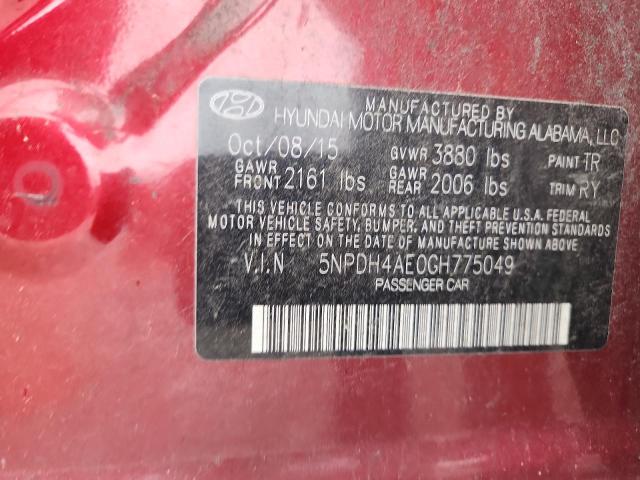 MANUFACTURED BY
HYUNDAI MOTOR MANUFACTURING ALABAMA, LLC
Oct/08/15 GVWR 3880 lbs PAINT TR
GAWR FRONT 2161 lbs GAWR REAR 2006 lbs TRIM RY
THIS VEHICLE CONFORMS TO ALL APPLICABLE U.S.A. FEDERAL
MOTOR VEHICLE SAFETY, BUMPER, AND THEFT PREVENTION STANDARDS
IN EFFECT ON THE DATE OF MANUFACTURE SHOWN ABOVE
V.I.N 5NPDH4AE0GH775049
PASSENGER CAR